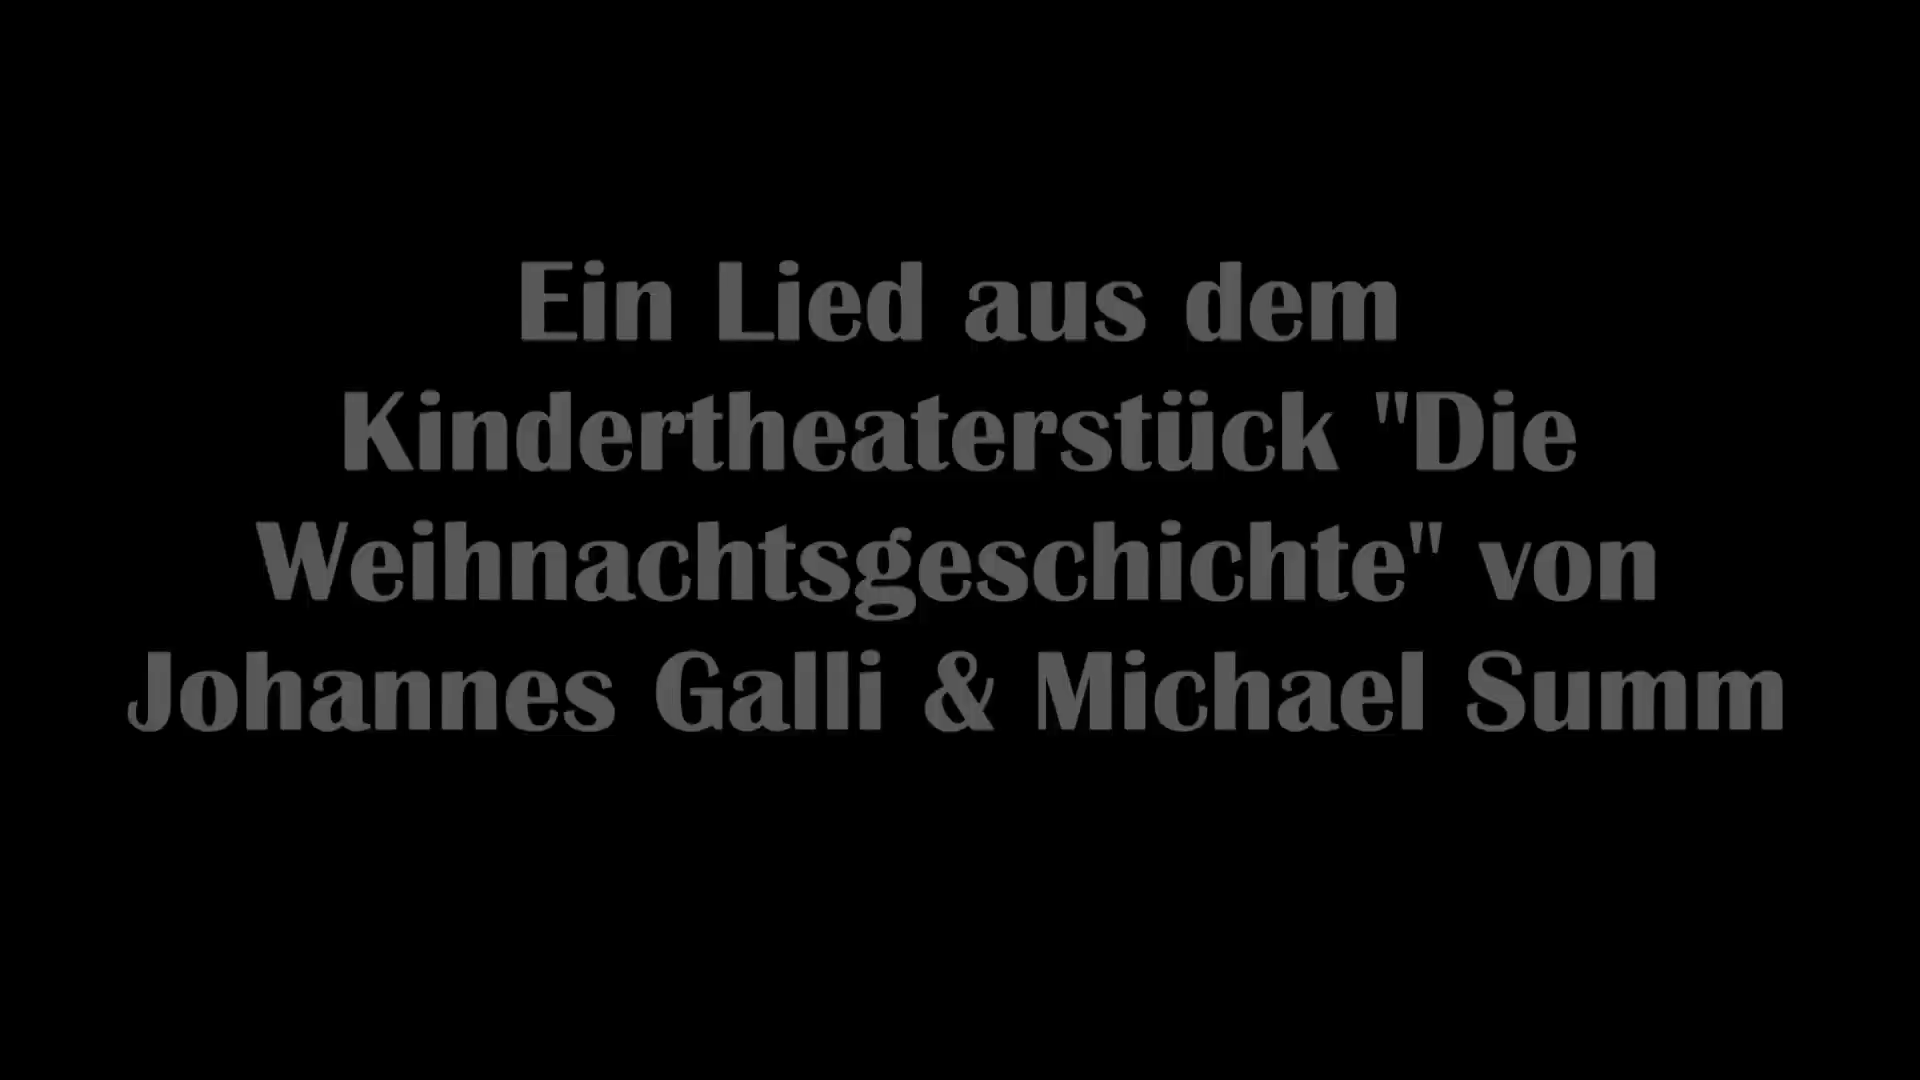 Ein Lied aus dem
Kindertheaterstück "Die
Weihnachtsgeschichte" von
Johannes Galli & Michael Summ